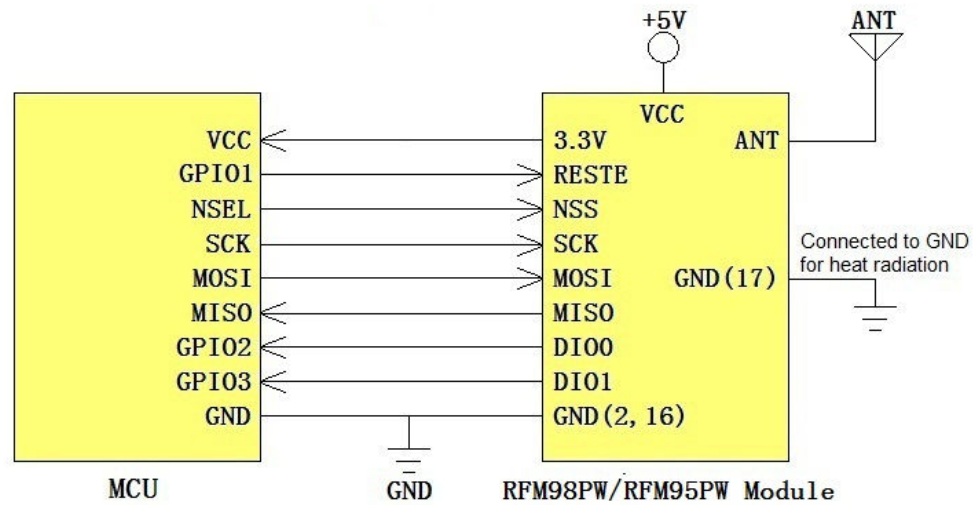 +5V
ANT
VCC
VCC
3.3V
ANT
GPIO1
RESTE
NSEL
NSS
SCK
SCK
Connected to GND
for heat radiation
MOSI
MOSI
GND(17)
MISO
MISO
GPIO2
DIO0
GPIO3
DIO1
GND
GND(2,16)
MCU
GND
RFM98PW/RFM95PW Module